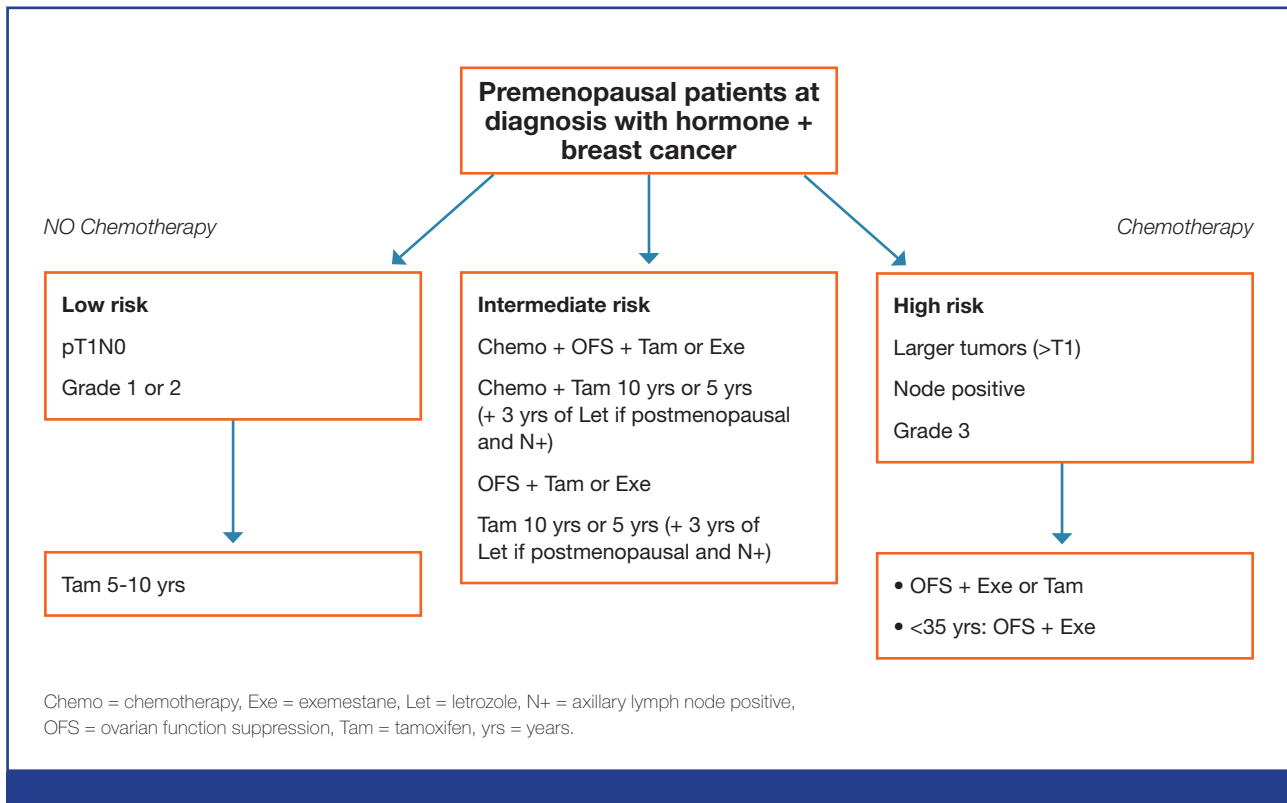 Premenopausal patients at
diagnosis with hormone +
breast cancer
NO Chemotherapy
Chemotherapy
Low risk
pT1N0
Grade 1 or 2
Tam 5-10 yrs
Intermediate risk
Chemo + OFS + Tam or Exe
Chemo + Tam 10 yrs or 5 yrs
(+ 3 yrs of Let if postmenopausal
and N+)
OFS + Tam or Exe
Tam 10 yrs or 5 yrs (+ 3 yrs of
Let if postmenopausal and N+)
High risk
Larger tumors (>T1)
Node positive
Grade 3
• OFS + Exe or Tam
• <35 yrs: OFS + Exe
Chemo = chemotherapy, Exe = exemestane, Let = letrozole, N+ = axillary lymph node positive,
OFS = ovarian function suppression, Tam = tamoxifen, yrs = years.